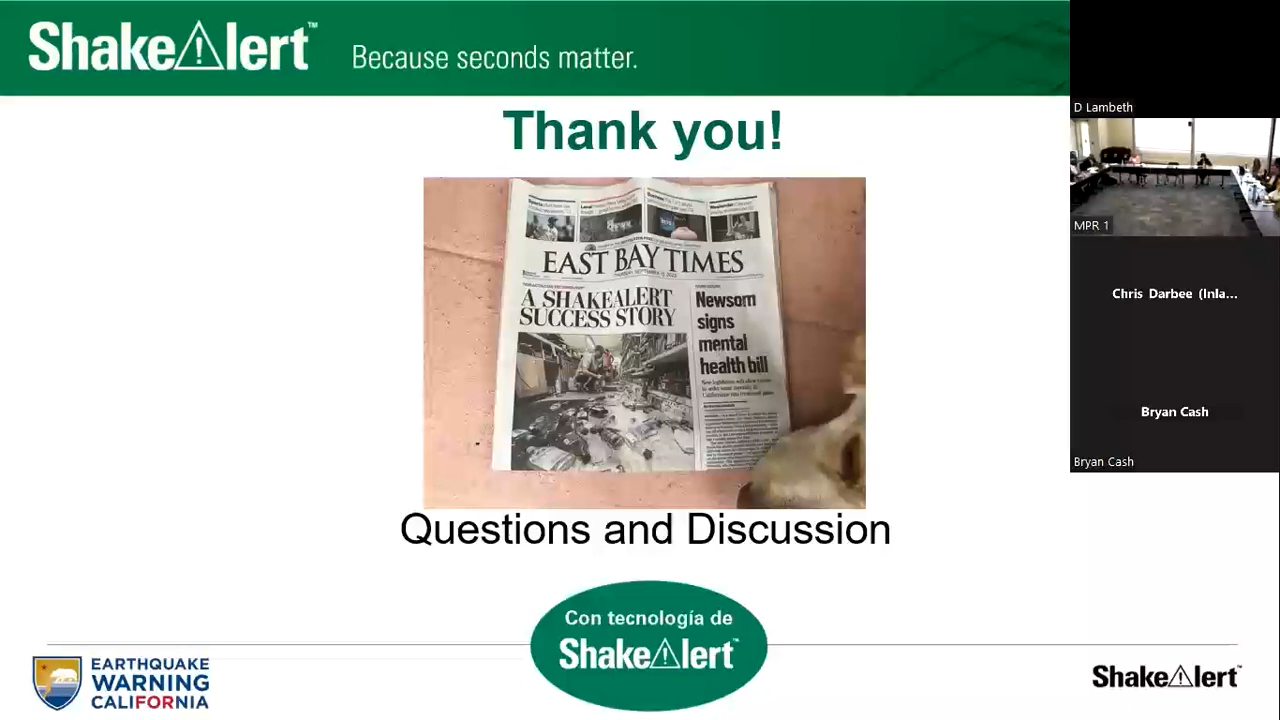 ShakeAlert™
Because seconds matter.
Thank you!
EAST BAY TIMES
A SHAKEALERT
SUCCESS STORY
Newsom
signs
mental
health bill
Questions and Discussion
Con tecnología de
ShakeAlert™
EARTHQUAKE
WARNING
CALIFORNIA
ShakeAlert™
D Lambeth
MPR 1
Chris Darbee (Inla...
Bryan Cash
Bryan Cash